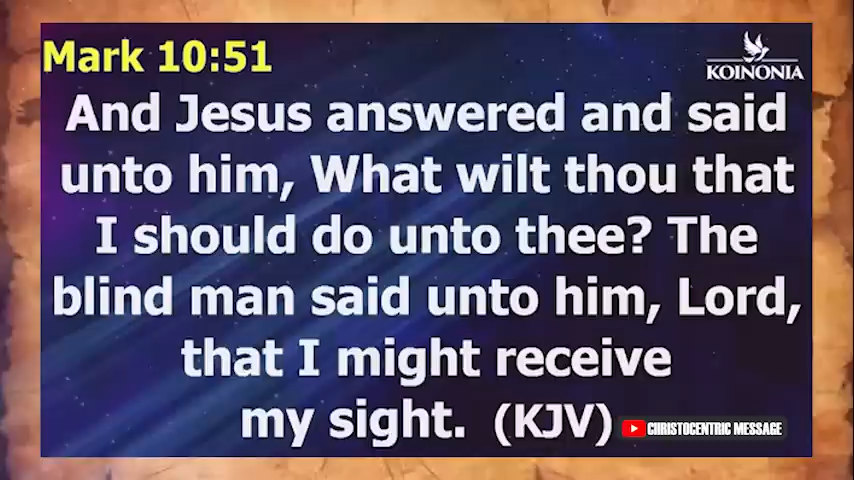 Mark 10:51
KOINONIA
And Jesus answered and said
unto him, What wilt thou that
I should do unto thee? The
blind man said unto him, Lord,
that I might receive
my sight. (KJV)
CHRISTOCENTRIC MESSAGE